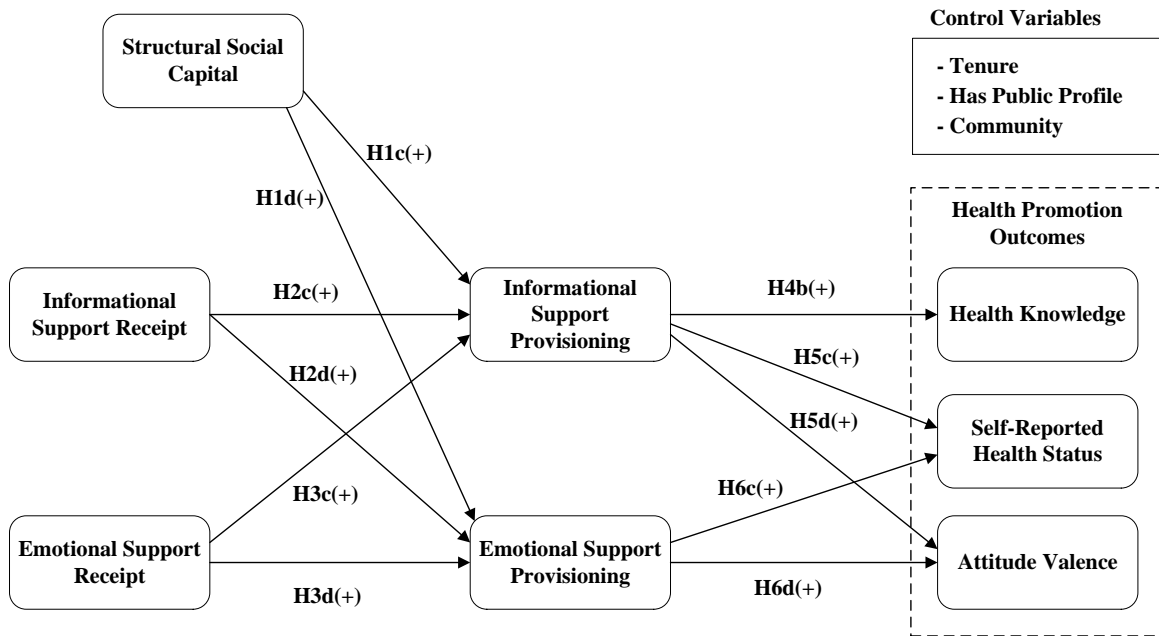 Structural Social
Capital
Control Variables
- Tenure
- Has Public Profile
- Community
H1c(+)
H1d(+)
Health Promotion
Outcomes
Informational
Support Receipt
H2c(+)
Informational
Support
Provisioning
H4b(+)
Health Knowledge
H2d(+)
H5c(+)
H5d(+)
Self-Reported
Health Status
H3c(+)
H6c(+)
Emotional Support
Receipt
H3d(+)
Emotional Support
Provisioning
H6d(+)
Attitude Valence